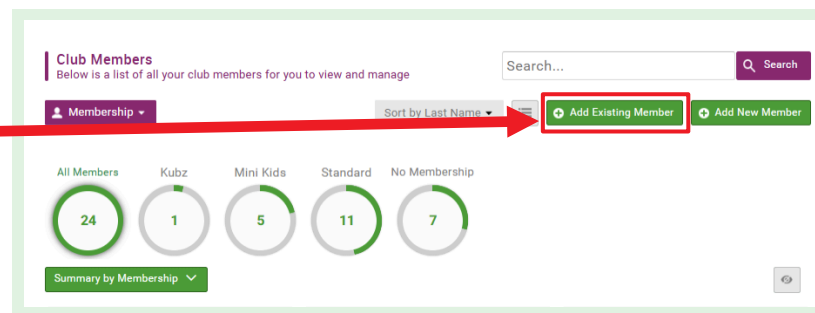 Club Members
Below is a list of all your club members for you to view and manage
Search...
Search
Membership
Sort by Last Name
Add Existing Member
Add New Member
All Members
Kubz
Mini Kids
Standard
No Membership
24
1
5
11
7
Summary by Membership